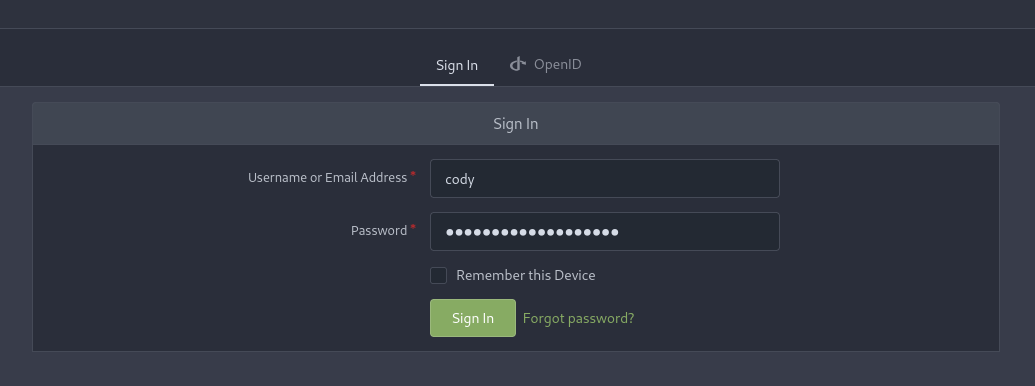 Sign In OpenID
Sign In
Username or Email Address*
cody
Password*
●●●●●●●●●●●●●●●●●●●
Remember this Device
Sign In Forgot password?